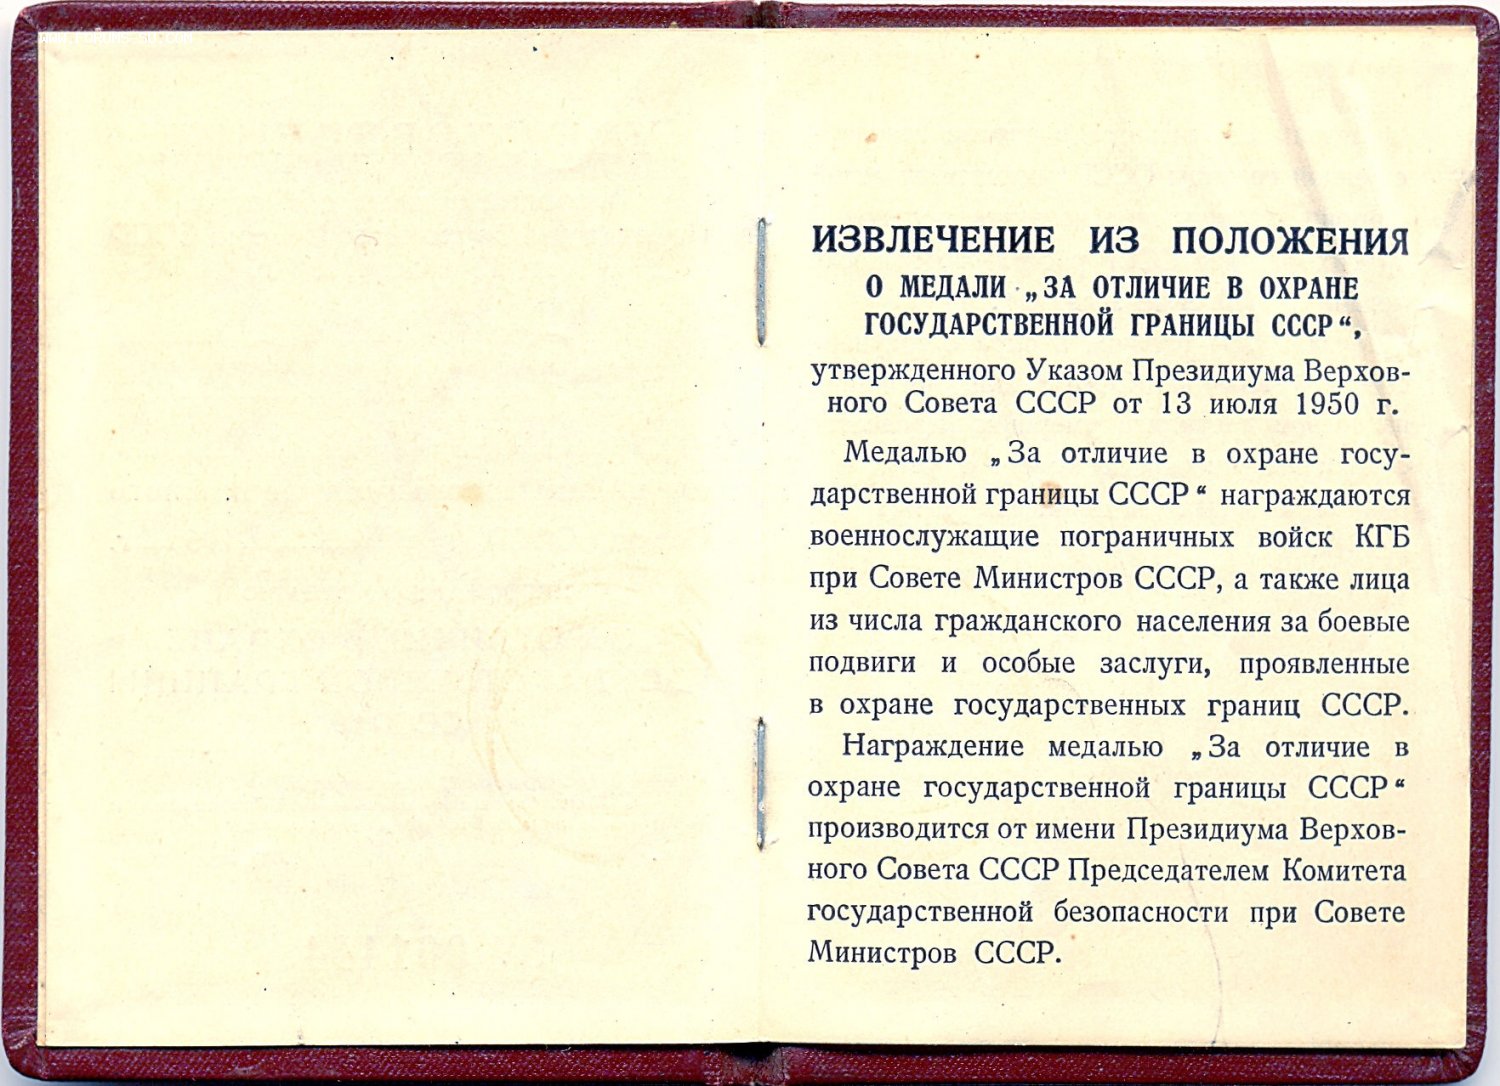 ИЗВЛЕЧЕНИЕ ИЗ ПОЛОЖЕНИЯ
О МЕДАЛИ „ЗА ОТЛИЧИЕ В ОХРАНЕ
ГОСУДАРСТВЕННОЙ ГРАНИЦЫ СССР“,
утвержденного Указом Президиума Верхов-
ного Совета СССР от 13 июля 1950 г.
Медалью „За отличие в охране госу-
дарственной границы СССР“ награждаются
военнослужащие пограничных войск КГБ
при Совете Министров СССР, а также лица
из числа гражданского населения за боевые
подвиги и особые заслуги, проявленные
в охране государственных границ СССР.
Награждение медалью „За отличие в
охране государственной границы СССР“
производится от имени Президиума Верхов-
ного Совета СССР Председателем Комитета
государственной безопасности при Совете
Министров СССР.